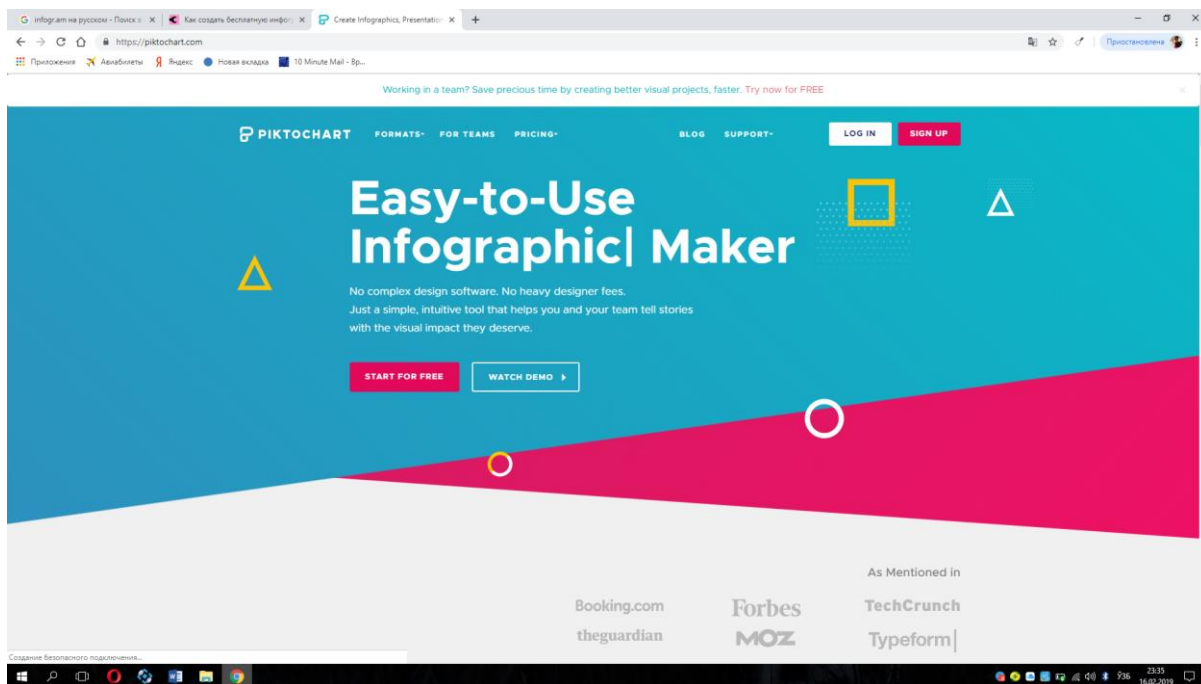 infogr.am на русском - Поиск в
Как создать бесплатную инфог
Create Infographics, Presentation
https://piktochart.com
Приостановлена
Приложения Авиабилеты Яндекс Новая вкладка 10 Minute Mail - Вр...
Working in a team? Save precious time by creating better visual projects, faster. Try now for FREE
PIKTOCHART FORMATS FOR TEAMS PRICING BLOG SUPPORT LOG IN SIGN UP
Easy-to-Use
Infographic| Maker
No complex design software. No heavy designer fees.
Just a simple, intuitive tool that helps you and your team tell stories
with the visual impact they deserve.
START FOR FREE WATCH DEMO
As Mentioned in
Booking.com Forbes TechCrunch
theguardian MOZ Typeform|
Создание безопасного подключения...
23:35
16.02.2019